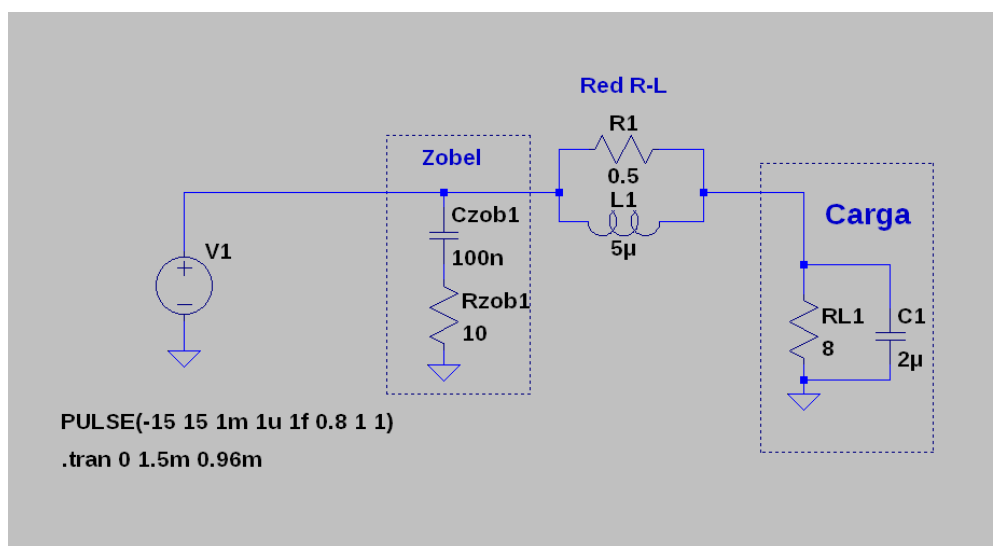 Red R-L
R1
0.5
L1
5µ
Zobel
Czob1
100n
Rzob1
10
V1
Carga
RL1
8
C1
2µ
PULSE(-15 15 1m 1u 1f 0.8 1 1)
.tran 0 1.5m 0.96m